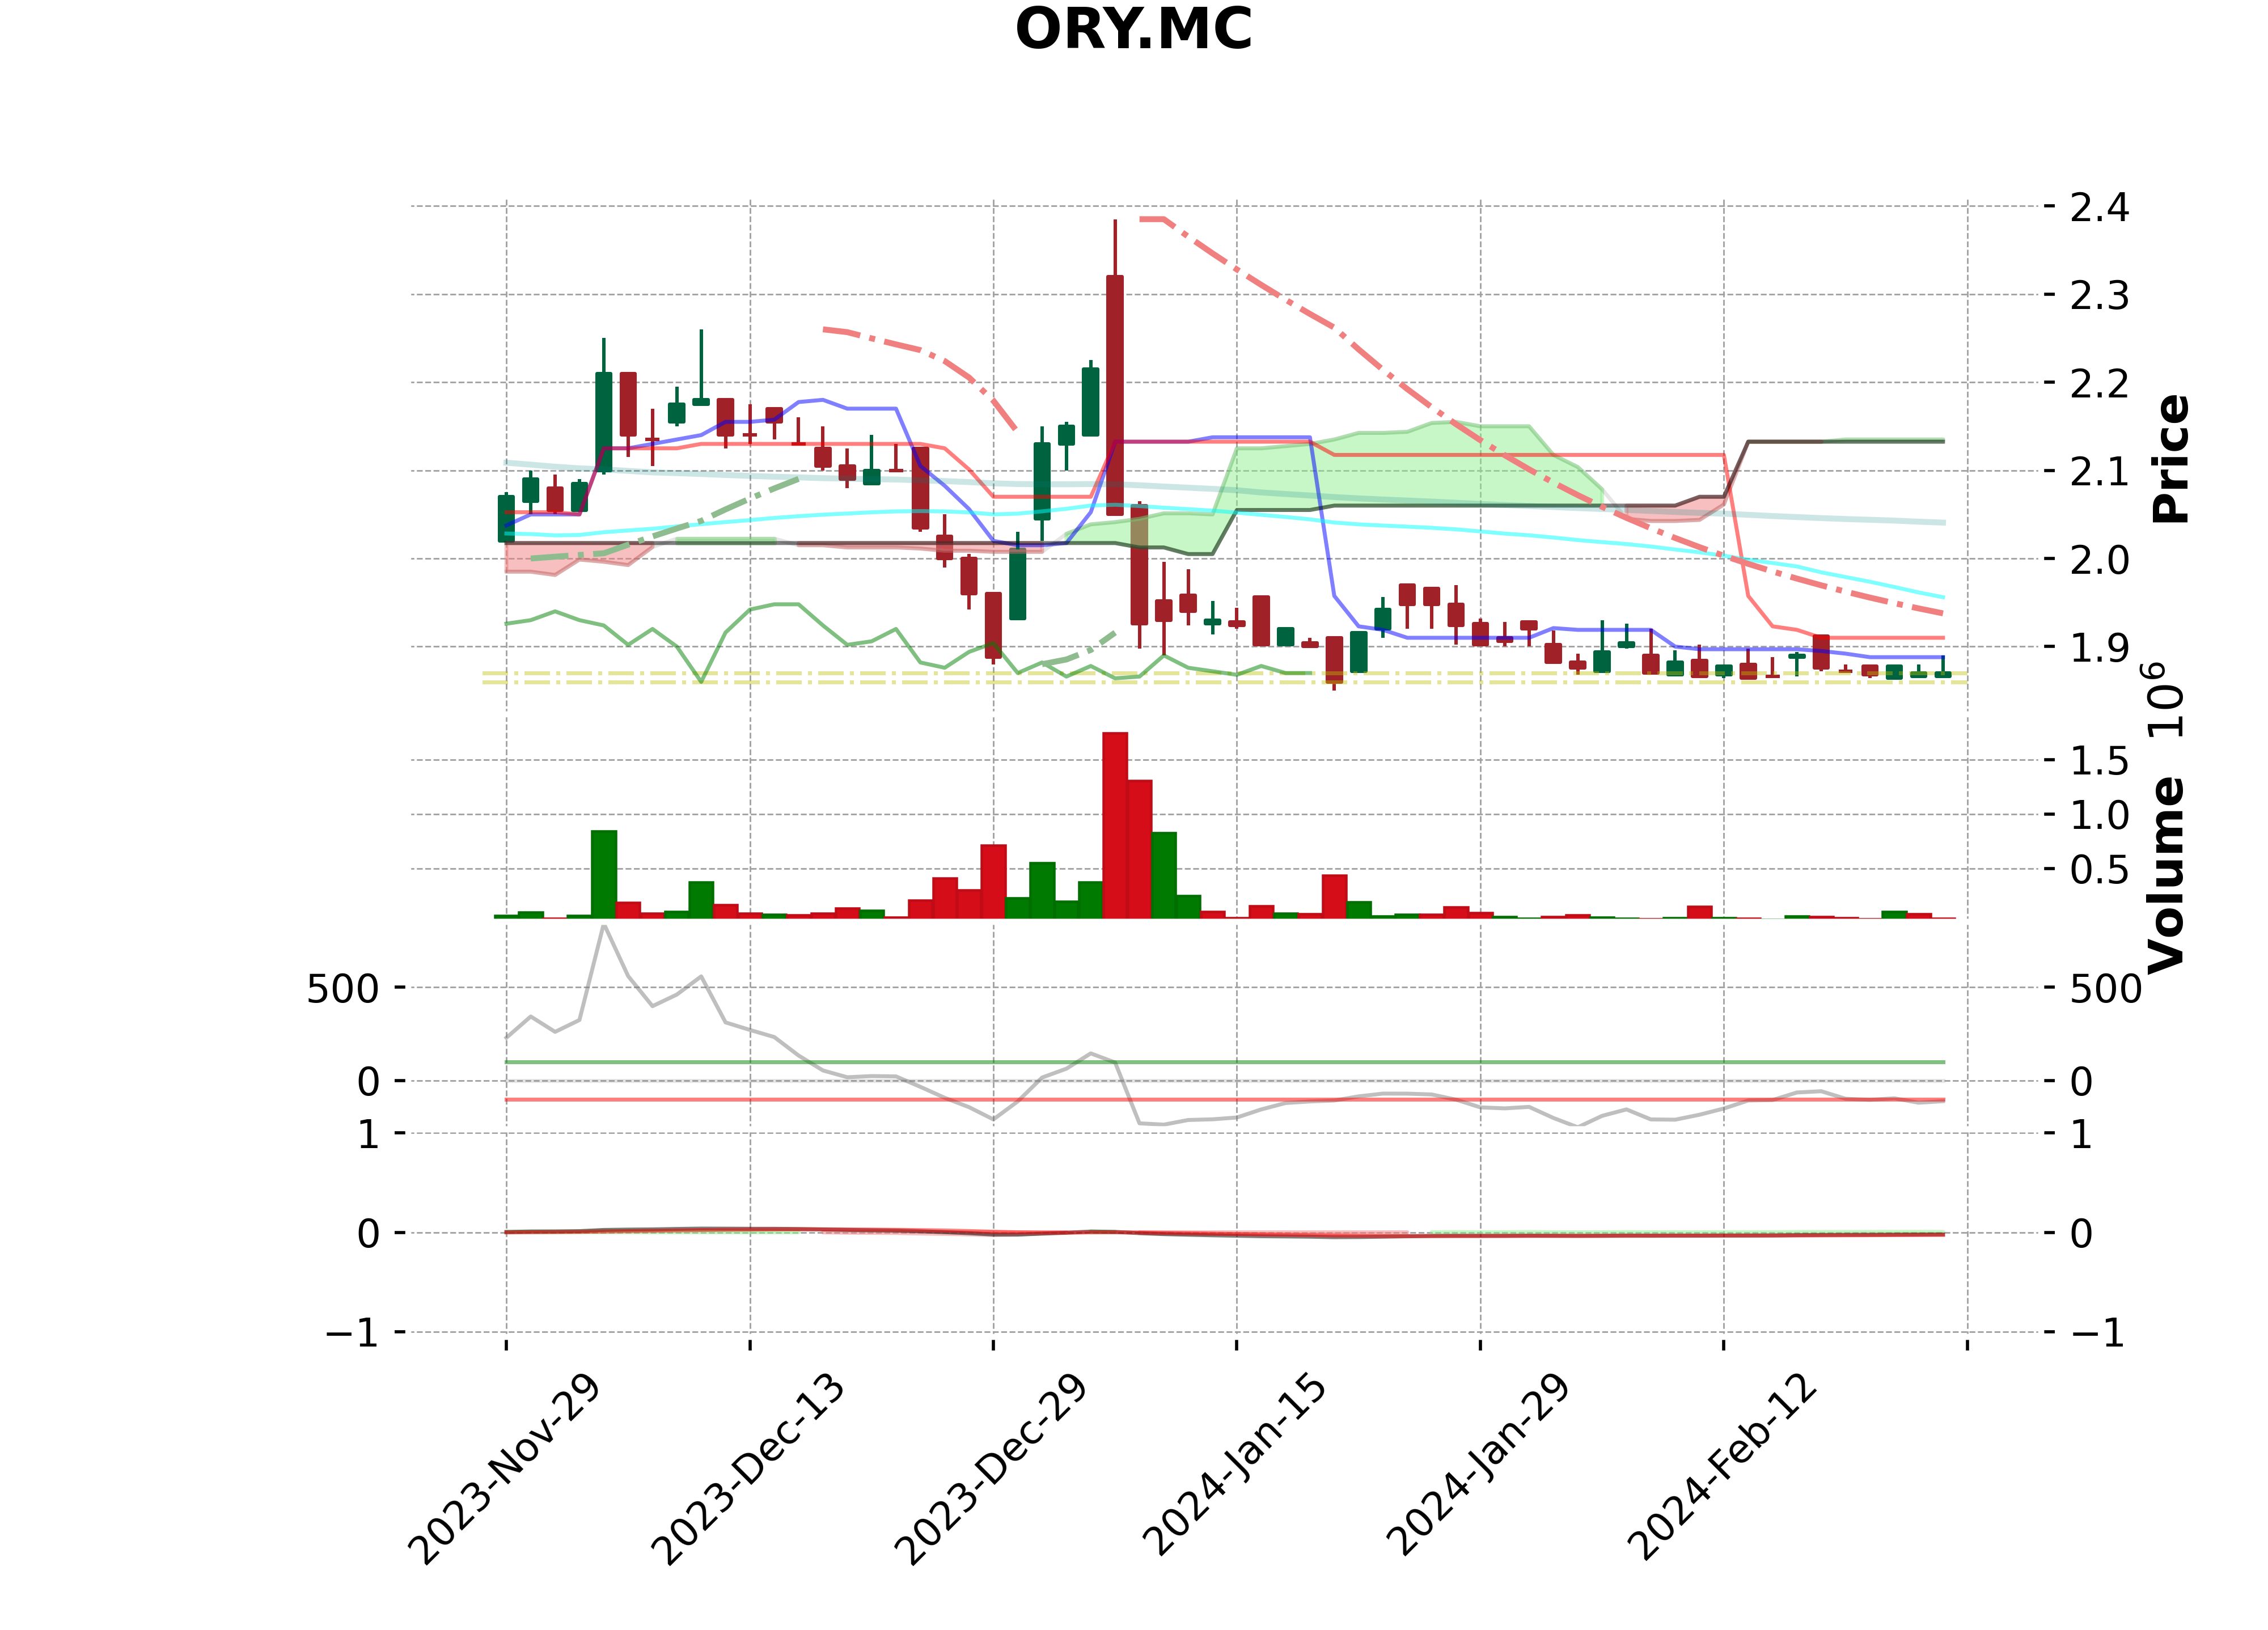 ORY.MC
2.4
2.3
2.2
2.1
2.0
1.9
Price
1.5
1.0
0.5
Volume 10^6
500
0
500
0
1
0
−1
1
0
−1
2023-Nov-29
2023-Dec-13
2023-Dec-29
2024-Jan-15
2024-Jan-29
2024-Feb-12